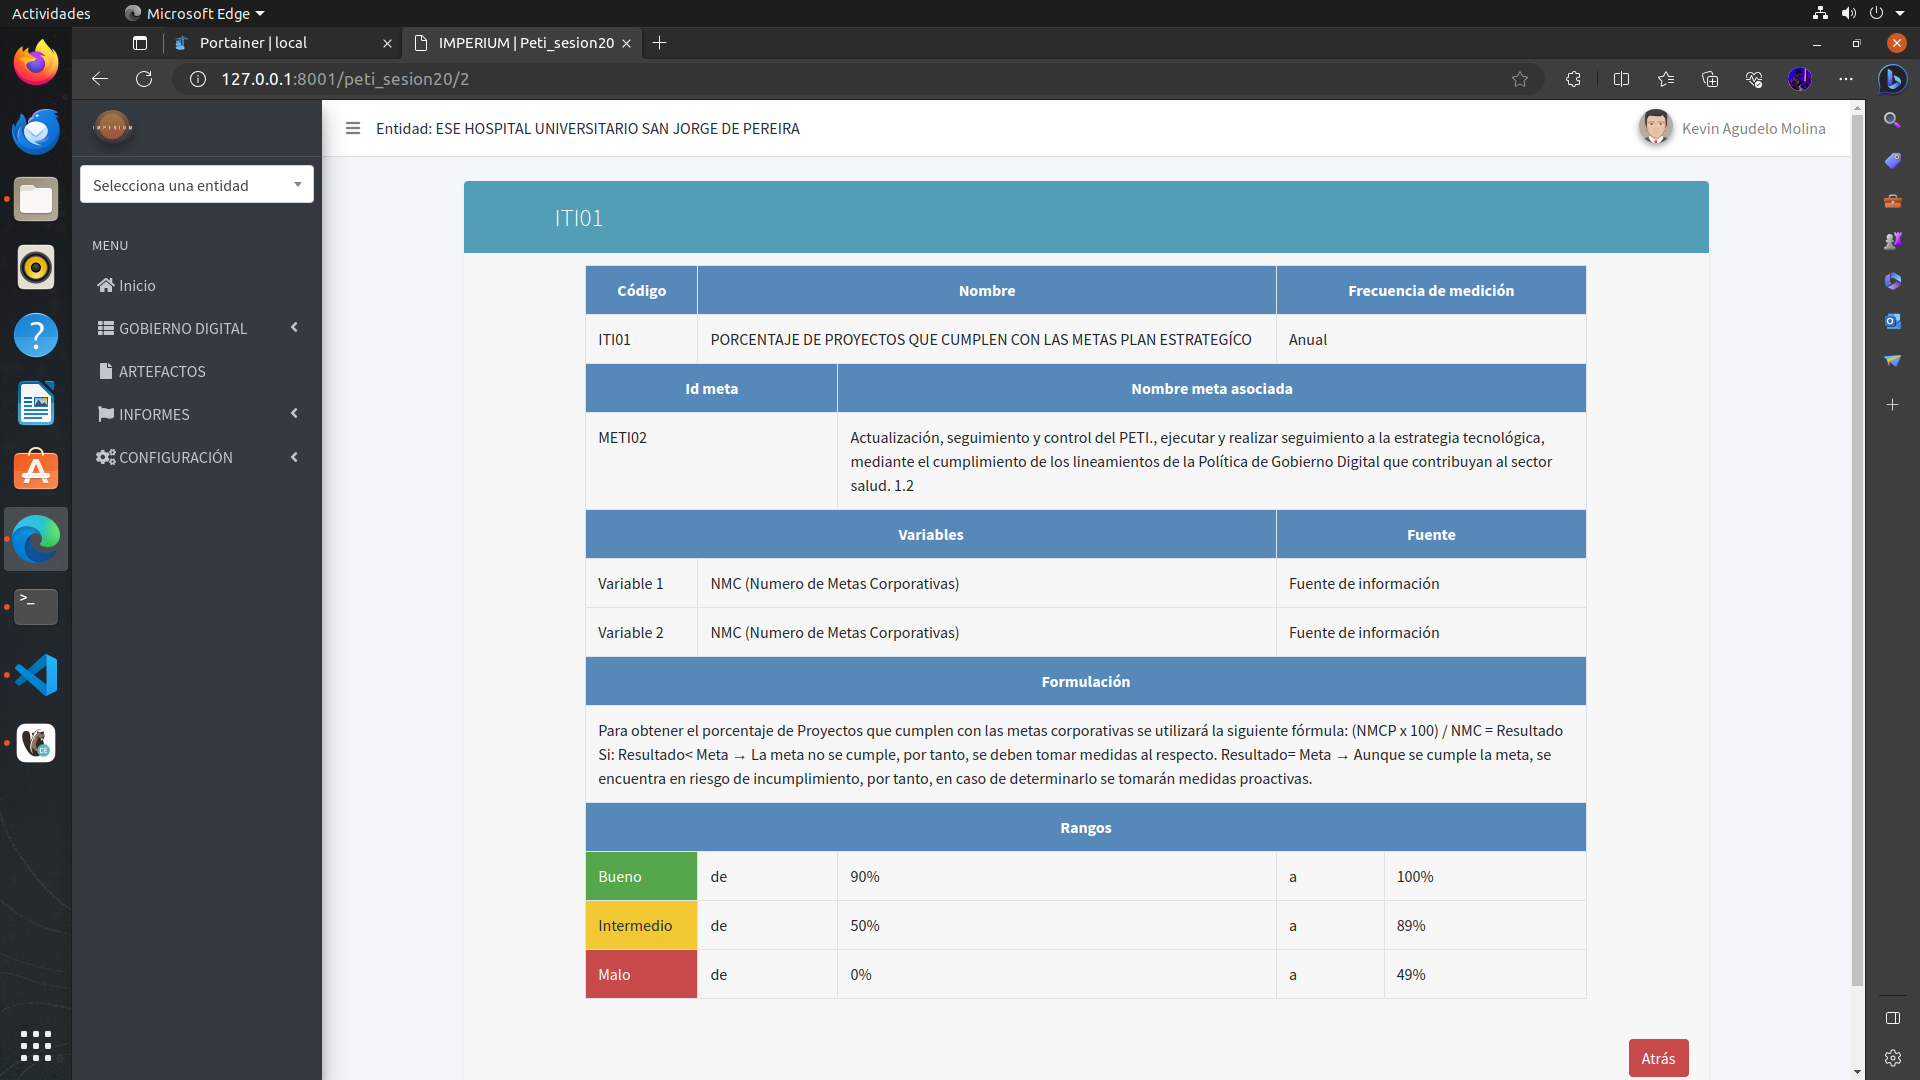 Actividades
Microsoft Edge
Portainer | local
IMPERIUM | Peti_sesion20
127.0.0.1:8001/peti_sesion20/2
IMPERIUM
Entidad: ESE HOSPITAL UNIVERSITARIO SAN JORGE DE PEREIRA
Kevin Agudelo Molina
Selecciona una entidad
MENU
Inicio
GOBIERNO DIGITAL
ARTEFACTOS
INFORMES
CONFIGURACIÓN
ITI01
Código Nombre Frecuencia de medición
ITI01 PORCENTAJE DE PROYECTOS QUE CUMPLEN CON LAS METAS PLAN ESTRATEGÍCO Anual
Id meta Nombre meta asociada
METI02 Actualización, seguimiento y control del PETI., ejecutar y realizar seguimiento a la estrategia tecnológica,
mediante el cumplimiento de los lineamientos de la Política de Gobierno Digital que contribuyan al sector
salud. 1.2
Variables Fuente
Variable 1 NMC (Numero de Metas Corporativas) Fuente de información
Variable 2 NMC (Numero de Metas Corporativas) Fuente de información
Formulación
Para obtener el porcentaje de Proyectos que cumplen con las metas corporativas se utilizará la siguiente fórmula: (NMCP x 100) / NMC = Resultado
Si: Resultado< Meta → La meta no se cumple, por tanto, se deben tomar medidas al respecto. Resultado= Meta → Aunque se cumple la meta, se
encuentra en riesgo de incumplimiento, por tanto, en caso de determinarlo se tomarán medidas proactivas.
Rangos
Bueno de 90% a 100%
Intermedio de 50% a 89%
Malo de 0% a 49%
Atrás